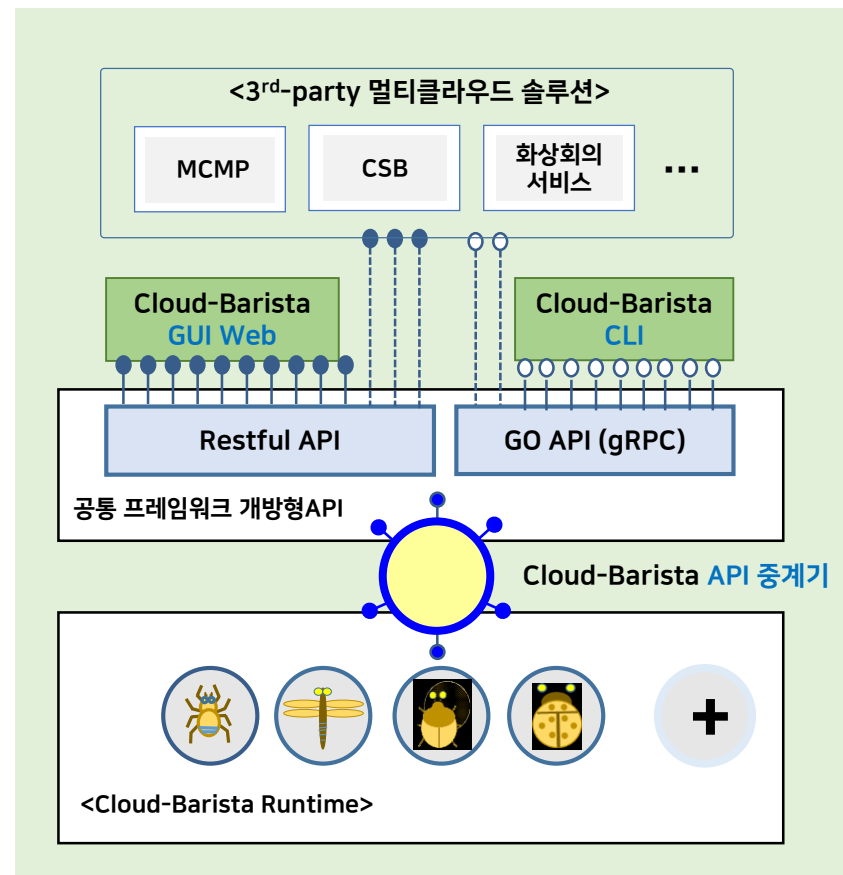 <3rd-party 멀티클라우드 솔루션>
MCMP
CSB
화상회의
서비스
...
Cloud-Barista
GUI Web
Cloud-Barista
CLI
Restful API
GO API (gRPC)
공통 프레임워크 개방형API
Cloud-Barista API 중계기
+
<Cloud-Barista Runtime>